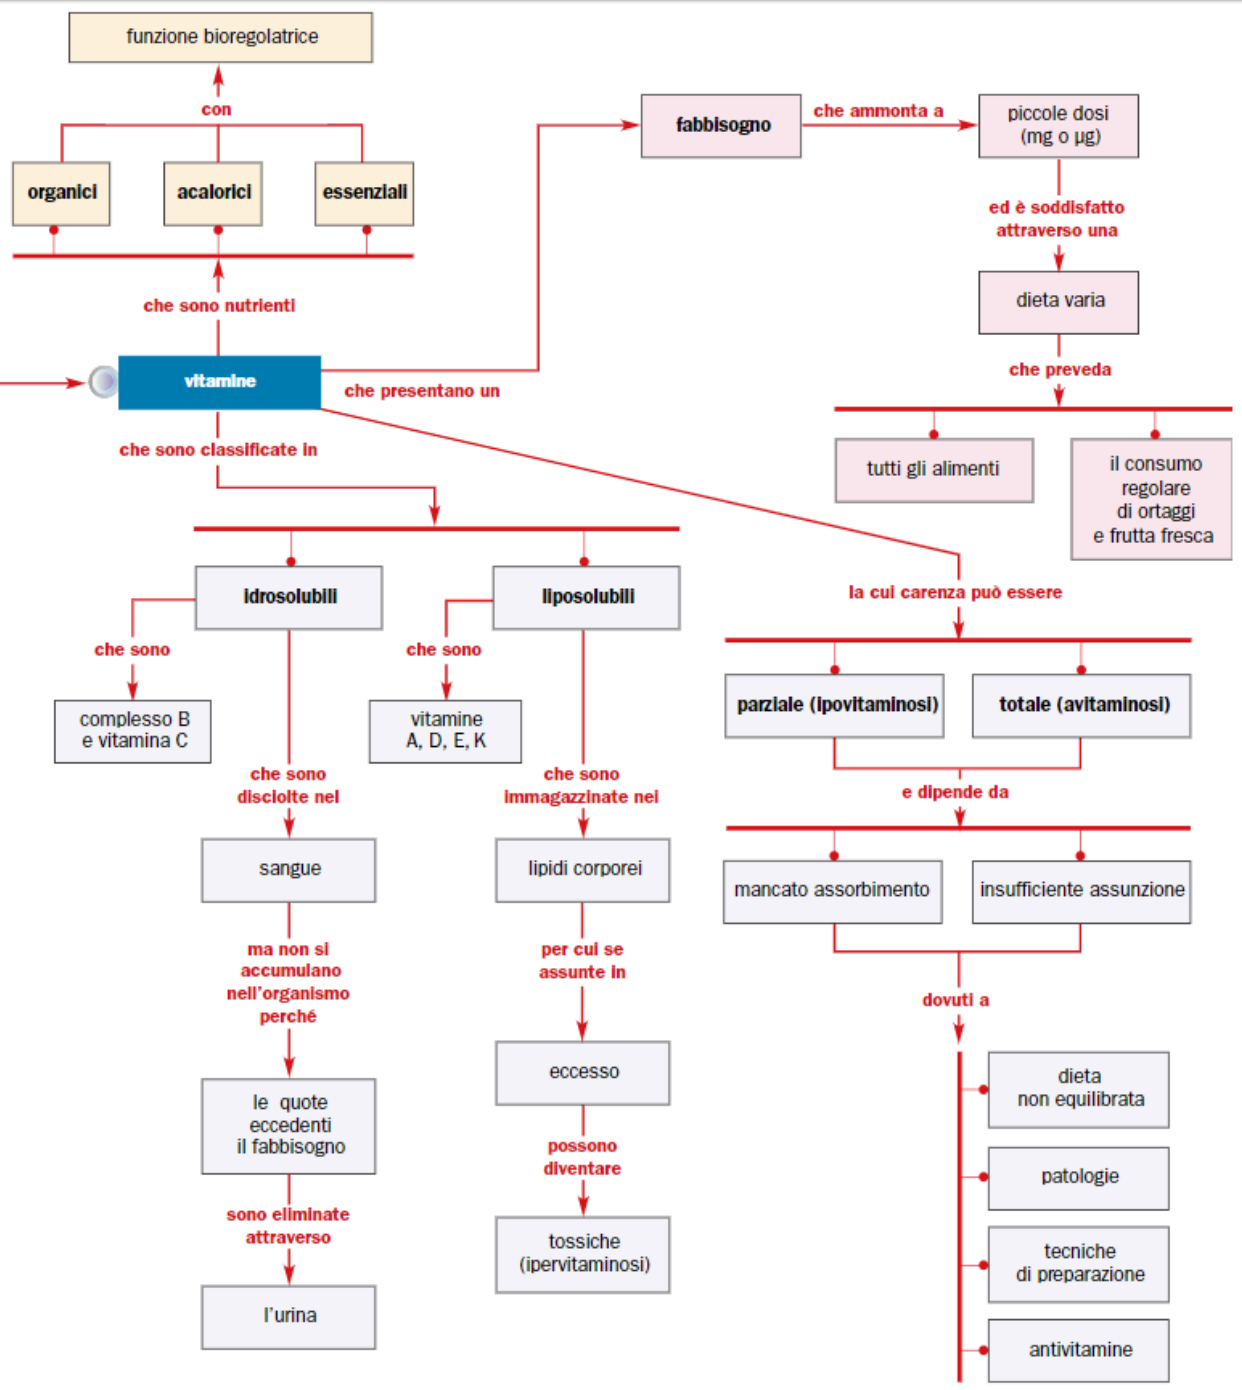 funzione bioregolatrice
con
organici
acalorici
essenziali
che sono nutrienti
vitamine
che presentano un
fabbisogno
che ammonta a
piccole dosi
(mg o µg)
ed è soddisfatto
attraverso una
dieta varia
che preveda
tutti gli alimenti
il consumo
regolare
di ortaggi
e frutta fresca
che sono classificate in
idrosolubili
che sono
complesso B
e vitamina C
che sono
disciolte nel
sangue
ma non si
accumulano
nell'organismo
perché
le quote
eccedenti
il fabbisogno
sono eliminate
attraverso
l'urina
liposolubili
che sono
vitamine
A, D, E, K
che sono
immagazzinate nei
lipidi corporei
per cui se
assunte in
eccesso
possono
diventare
tossiche
(ipervitaminosi)
la cui carenza può essere
parziale (ipovitaminosi)
totale (avitaminosi)
e dipende da
mancato assorbimento
insufficiente assunzione
dovuti a
dieta
non equilibrata
patologie
tecniche
di preparazione
antivitamine